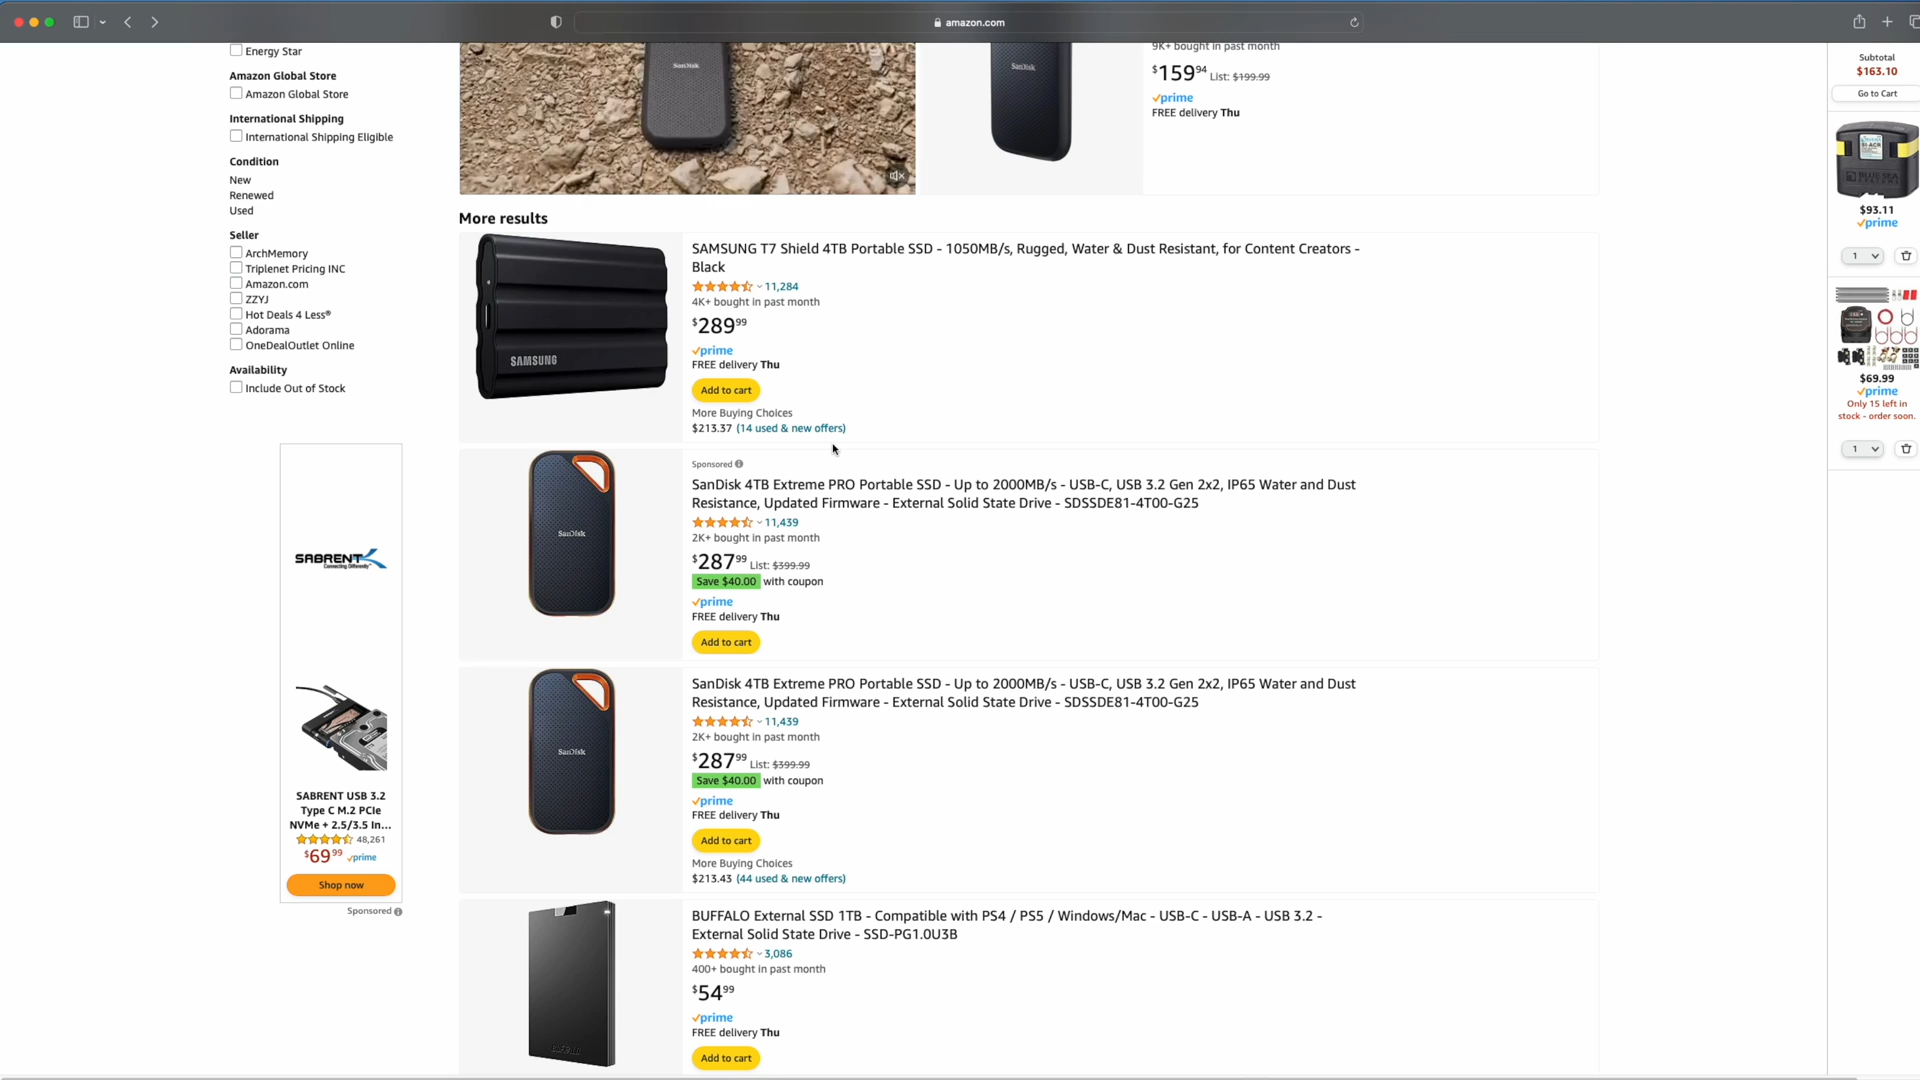 amazon.com
Energy Star
Amazon Global Store
Amazon Global Store
International Shipping
International Shipping Eligible
Condition
New
Renewed
Used
Seller
ArchMemory
Triplenet Pricing INC
Amazon.com
ZZYJ
Hot Deals 4 Less®
Adorama
OneDealOutlet Online
Availability
Include Out of Stock
SABRENT
Connecting Differently™
SABRENT USB 3.2
Type C M.2 PCIe
NVMe + 2.5/3.5 In...
48,261
$69 99 prime
Shop now
Sponsored
SanDisk
SanDisk
9K+ bought in past month
$159 94 List: $199.99
prime
FREE delivery Thu
More results
SAMSUNG
SAMSUNG T7 Shield 4TB Portable SSD - 1050MB/s, Rugged, Water & Dust Resistant, for Content Creators -
Black
11,284
4K+ bought in past month
$289 99
prime
FREE delivery Thu
Add to cart
More Buying Choices
$213.37 (14 used & new offers)
Sponsored
SanDisk
SanDisk 4TB Extreme PRO Portable SSD - Up to 2000MB/s - USB-C, USB 3.2 Gen 2x2, IP65 Water and Dust
Resistance, Updated Firmware - External Solid State Drive - SDSSDE81-4T00-G25
11,439
2K+ bought in past month
$287 99 List: $399.99
Save $40.00 with coupon
prime
FREE delivery Thu
Add to cart
SanDisk
SanDisk 4TB Extreme PRO Portable SSD - Up to 2000MB/s - USB-C, USB 3.2 Gen 2x2, IP65 Water and Dust
Resistance, Updated Firmware - External Solid State Drive - SDSSDE81-4T00-G25
11,439
2K+ bought in past month
$287 99 List: $399.99
Save $40.00 with coupon
prime
FREE delivery Thu
Add to cart
More Buying Choices
$213.43 (44 used & new offers)
BUFFALO
BUFFALO External SSD 1TB - Compatible with PS4 / PS5 / Windows/Mac - USB-C - USB-A - USB 3.2 -
External Solid State Drive - SSD-PG1.0U3B
3,086
400+ bought in past month
$54 99
prime
FREE delivery Thu
Add to cart
Subtotal
$163.10
Go to Cart
SI-ACR
BLUE SEA
$93.11
prime
1
$69.99
prime
Only 15 left in
stock - order soon.
1